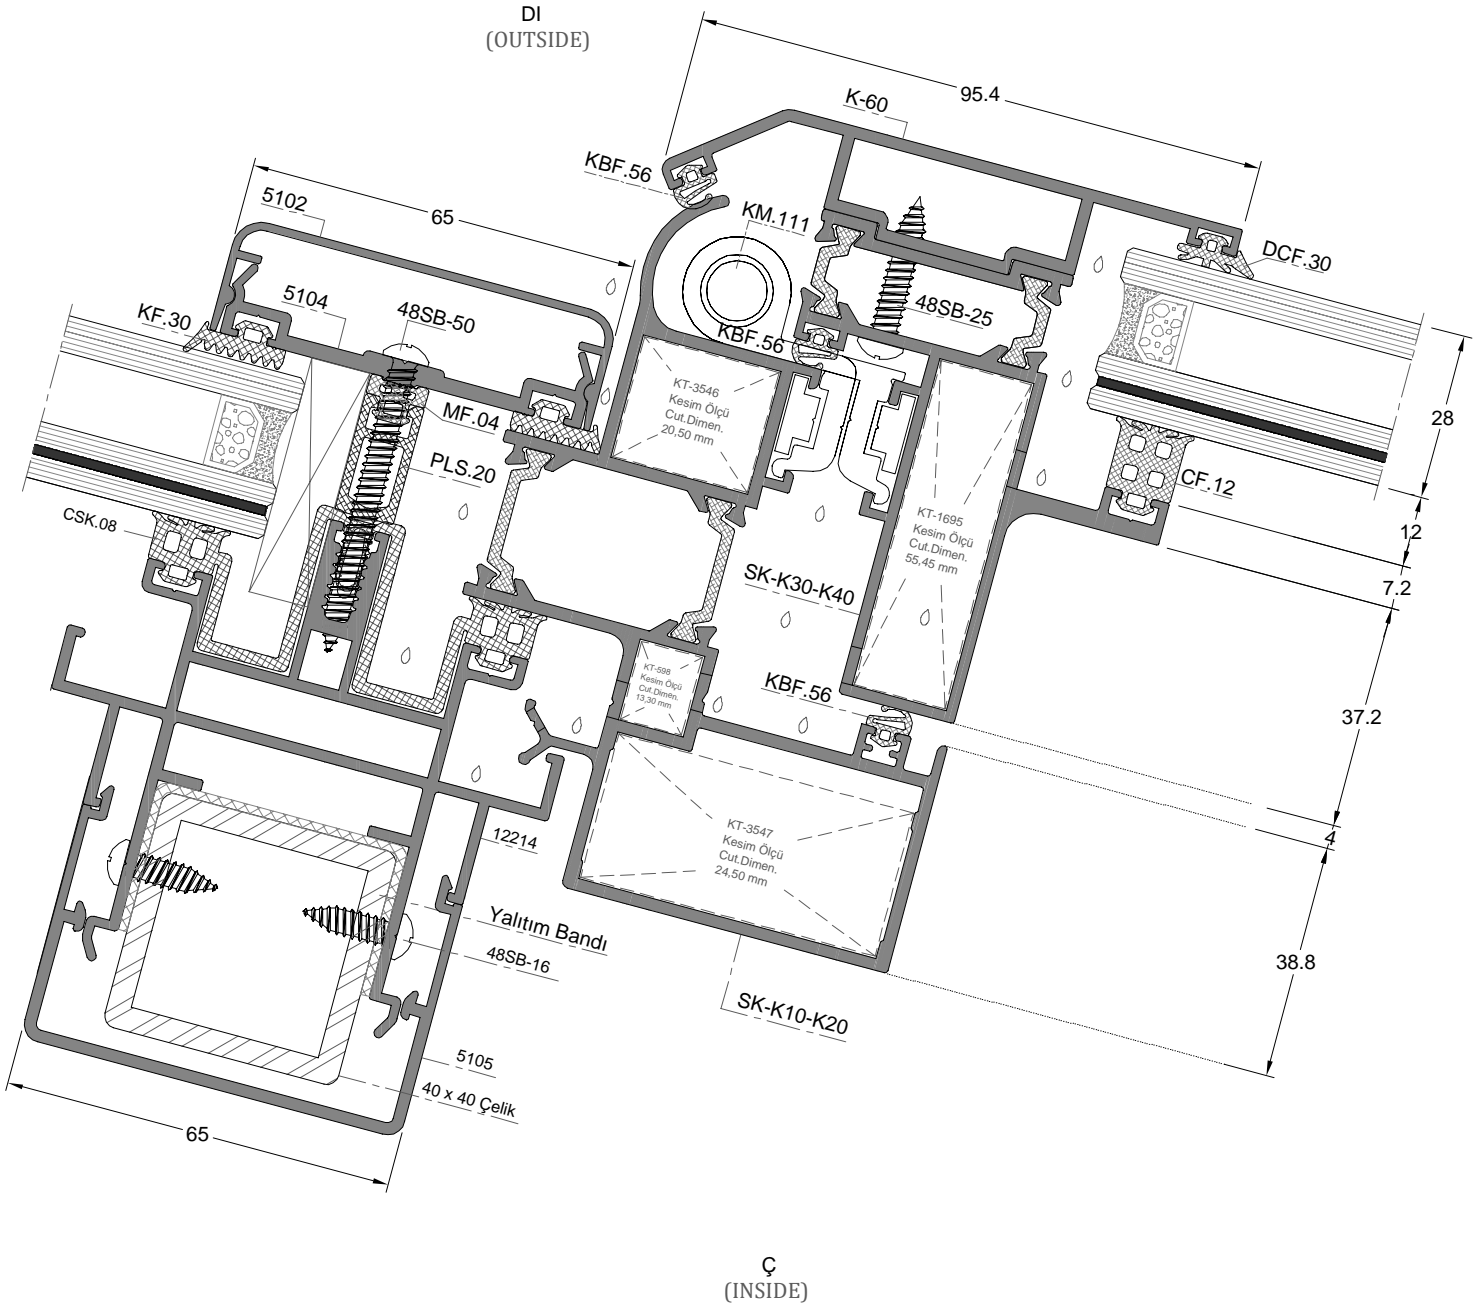 DI
(OUTSIDE)
95.4
K-60
KBF.56
65
5102
KM.111
DCF.30
5104
48SB-50
48SB-25
KF.30
KBF.56
KT-3546
Kesim Ölçü
Cut.Dimen.
20,50 mm
MF.04
28
PLS.20
CF.12
CSK.08
KT-1695
Kesim Ölçü
Cut.Dimen.
55,45 mm
12
SK-K30-K40
7.2
KT-598
Kesim Ölçü
Cut.Dimen.
13,30 mm
KBF.56
37.2
4
12214
KT-3547
Kesim Ölçü
Cut.Dimen.
24,50 mm
Yalıtım Bandı
48SB-16
38.8
SK-K10-K20
5105
40 x 40 Çelik
65
Ç
(INSIDE)